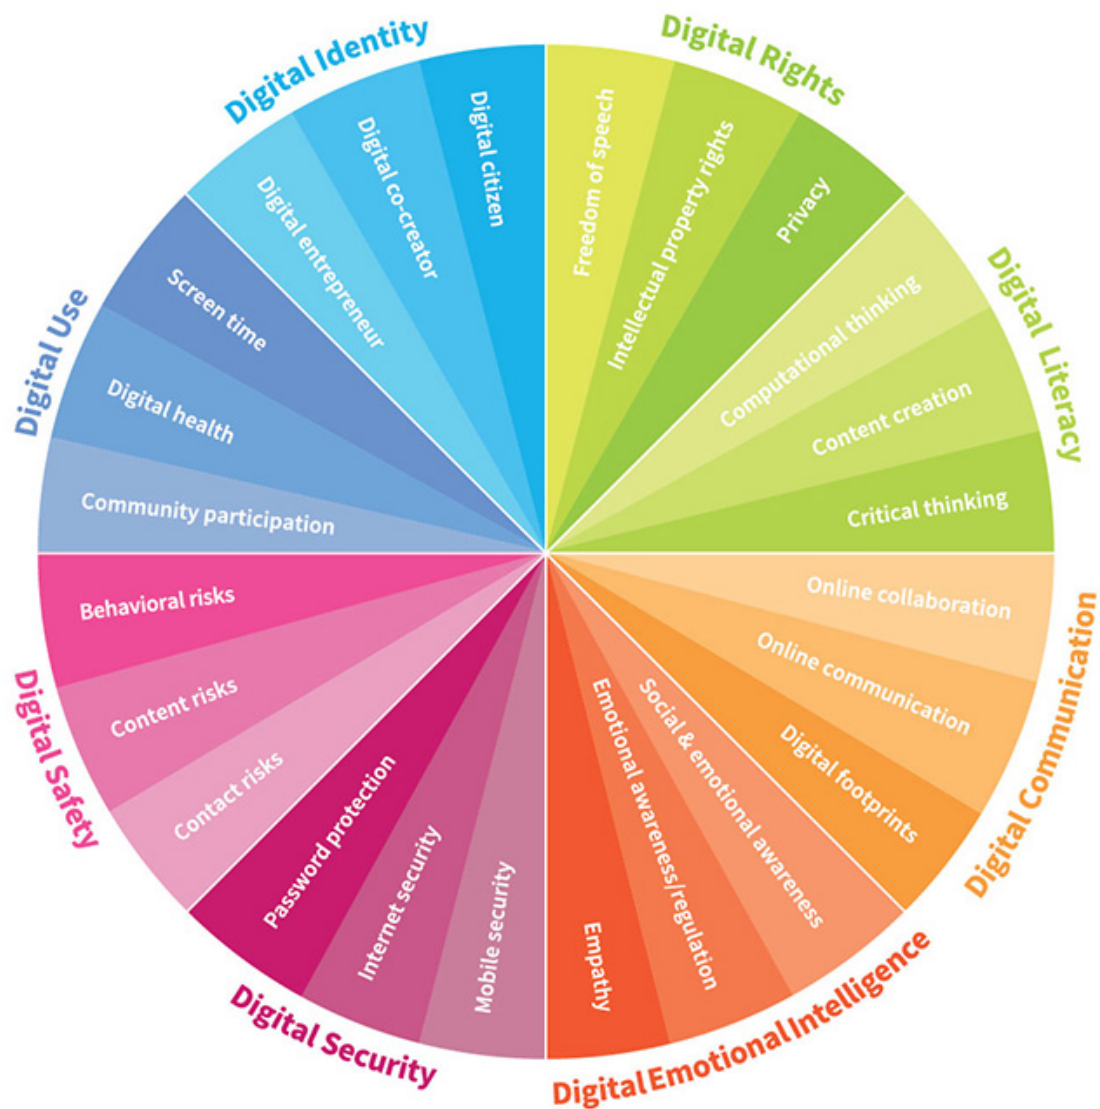 Digital Rights
Freedom of speech
Intellectual property rights
Privacy
Digital Literacy
Computational thinking
Content creation
Critical thinking
Digital Communication
Online collaboration
Online communication
Digital footprints
Digital Emotional Intelligence
Social & emotional awareness
Emotional awareness/regulation
Empathy
Digital Security
Mobile security
Internet security
Password protection
Digital Safety
Contact risks
Content risks
Behavioral risks
Digital Use
Community participation
Digital health
Screen time
Digital Identity
Digital entrepreneur
Digital co-creator
Digital citizen